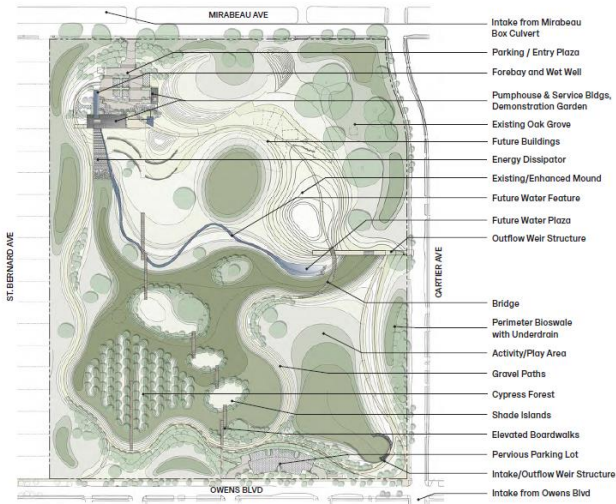 MIRABEAU AVE
Intake from Mirabeau
Box Culvert
Parking / Entry Plaza
Forebay and Wet Well
Pumphouse & Service Bldgs,
Demonstration Garden
Existing Oak Grove
Future Buildings
Energy Dissipator
Existing/Enhanced Mound
Future Water Feature
Future Water Plaza
Outflow Weir Structure
ST. BERNARD AVE
CARTIER AVE
Bridge
Perimeter Bioswale
with Underdrain
Activity/Play Area
Gravel Paths
Cypress Forest
Shade Islands
Elevated Boardwalks
Pervious Parking Lot
Intake/Outflow Weir Structure
OWENS BLVD
Intake from Owens Blvd